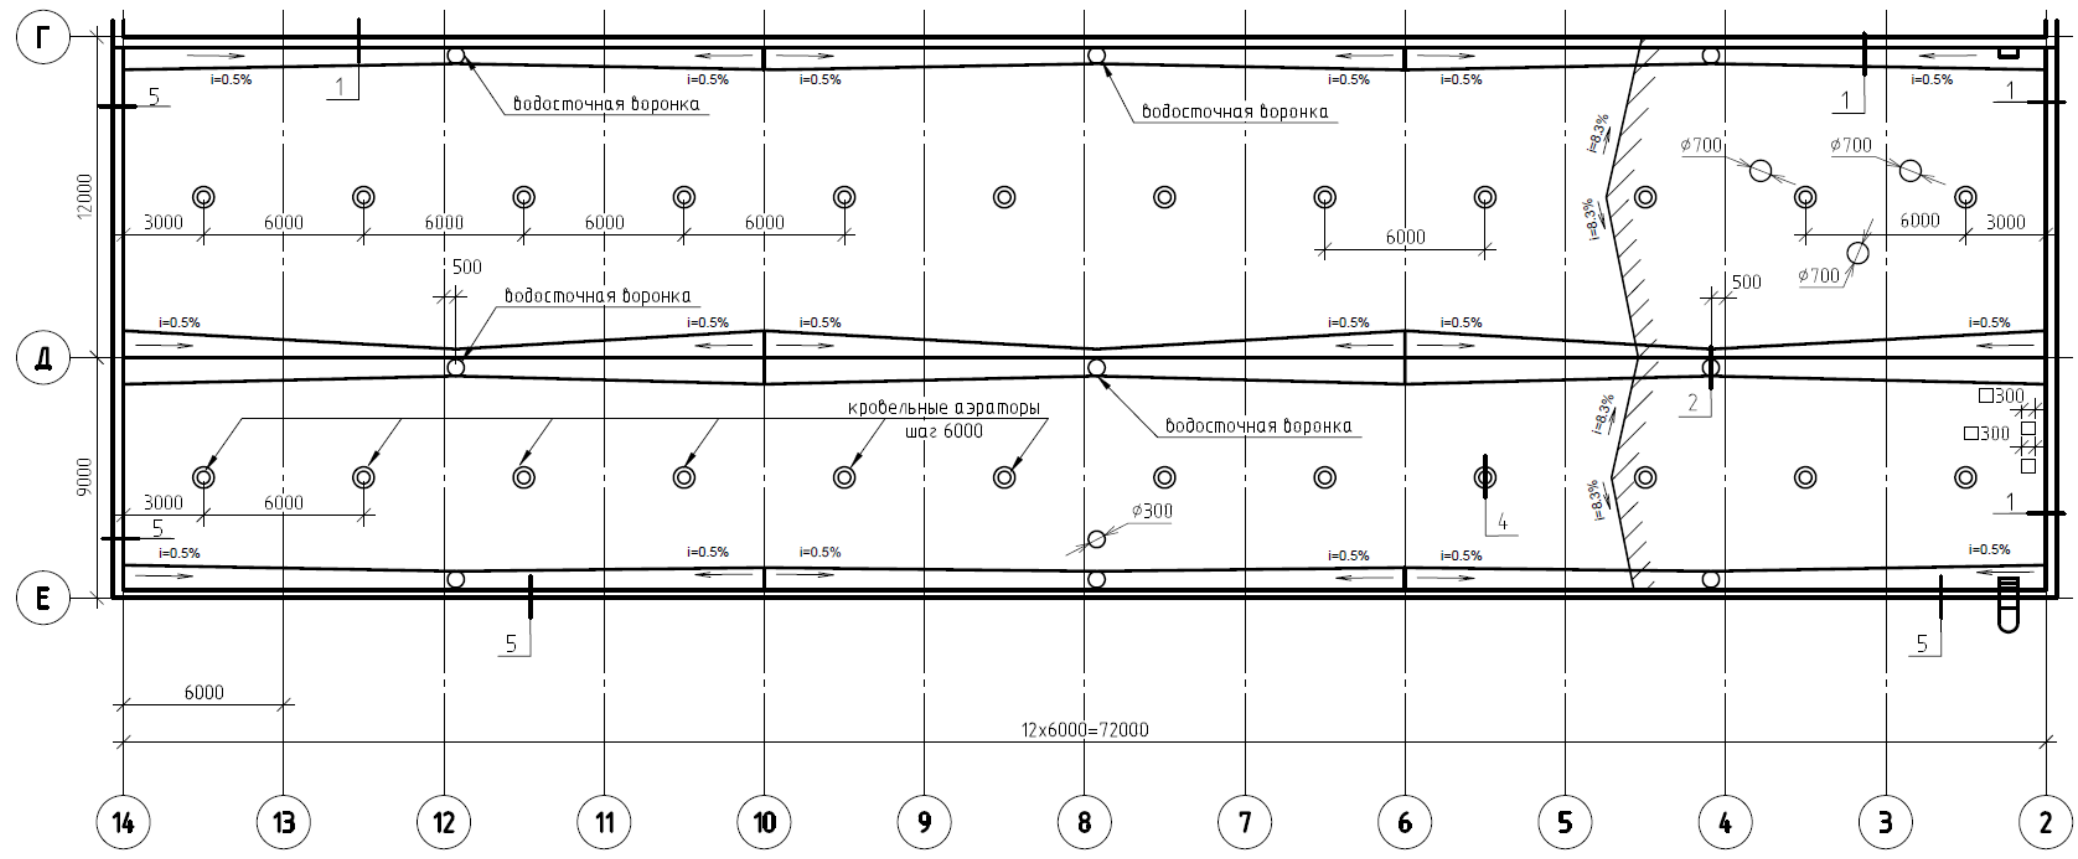 Г
i=0.5%
1
i=0.5%
i=0.5%
i=0.5%
i=0.5%
i=0.5%
5
водосточная воронка
водосточная воронка
1
1
i=8.3%
ø700
ø700
12000
3000
6000
6000
6000
6000
6000
i=8.3%
6000
3000
500
ø700
500
водосточная воронка
i=0.5%
i=0.5%
i=0.5%
i=0.5%
i=0.5%
i=0.5%
Д
кровельные аэраторы
шаг 6000
водосточная воронка
i=8.3%
2
□300
□300
9000
3000
6000
ø300
i=8.3%
4
1
5
i=0.5%
i=0.5%
i=0.5%
i=0.5%
i=0.5%
i=0.5%
Е
5
5
6000
12x6000=72000
14
13
12
11
10
9
8
7
6
5
4
3
2